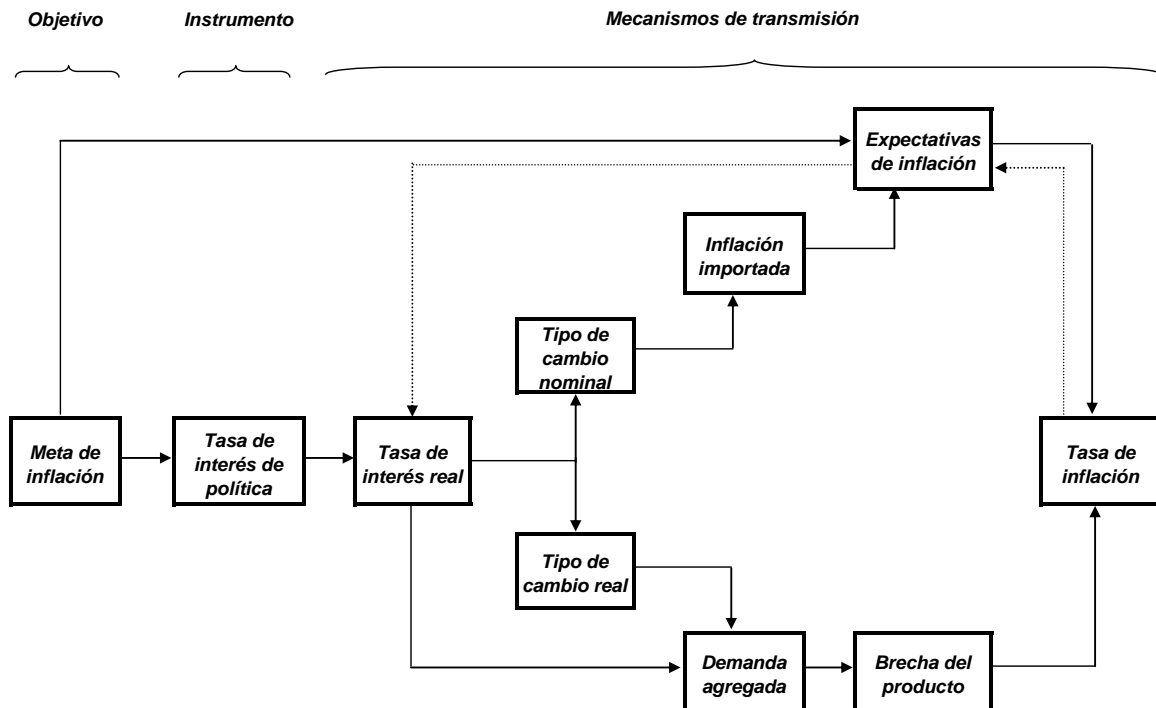 Objetivo
Instrumento
Mecanismos de transmisión
Expectativas
de inflación
Inflación
importada
Tipo de
cambio
nominal
Meta de
inflación
Tasa de
interés de
política
Tasa de
interés real
Tasa de
inflación
Tipo de
cambio real
Demanda
agregada
Brecha del
producto